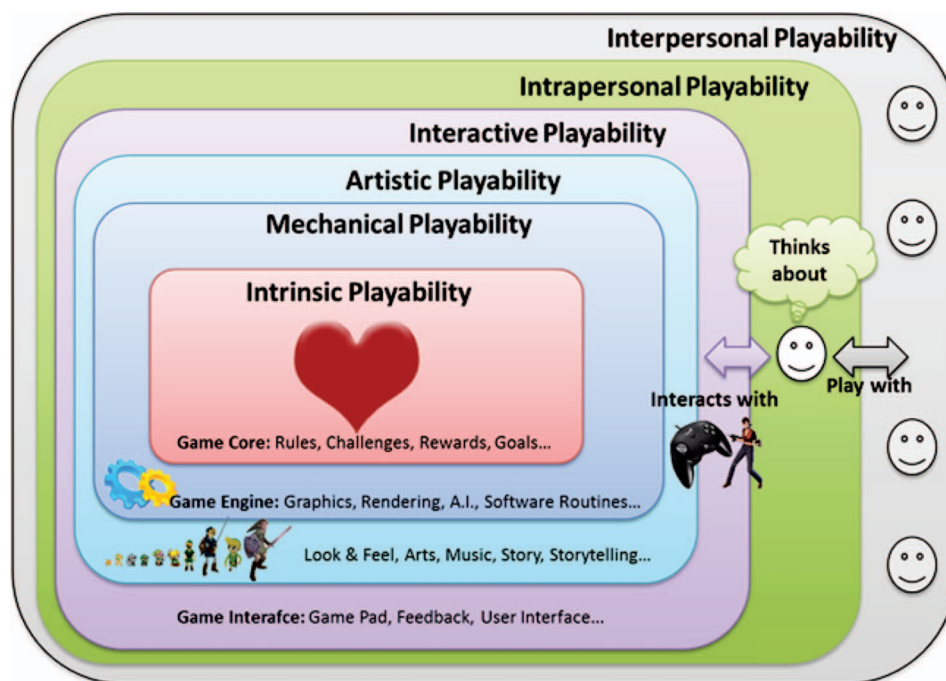 Interpersonal Playability
Intrapersonal Playability
Interactive Playability
Artistic Playability
Mechanical Playability
Intrinsic Playability
Thinks
about
Interacts with
Play with
Game Core: Rules, Challenges, Rewards, Goals...
Game Engine: Graphics, Rendering, A.I., Software Routines...
Look & Feel, Arts, Music, Story, Storytelling...
Game Interafce: Game Pad, Feedback, User Interface...